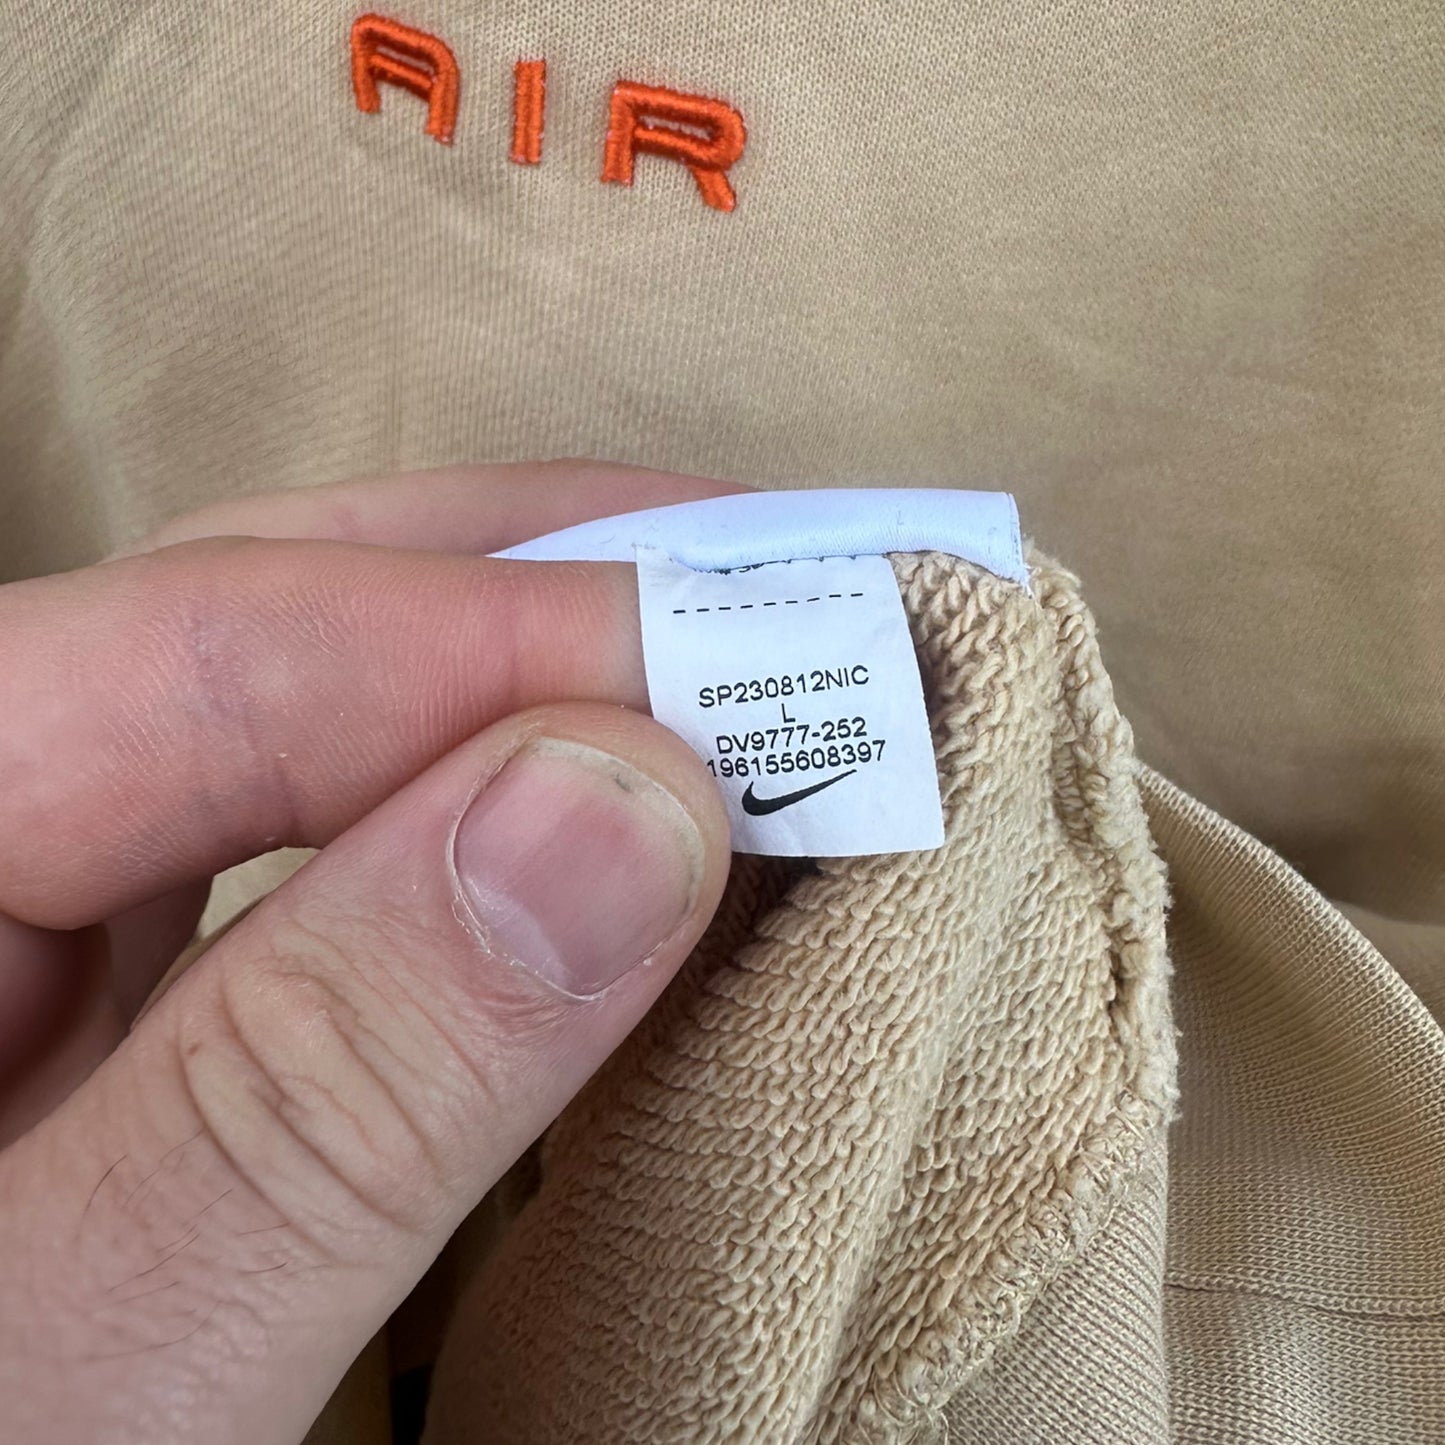 AIR
SP230812NIC
L
DV9777-252
196155608397